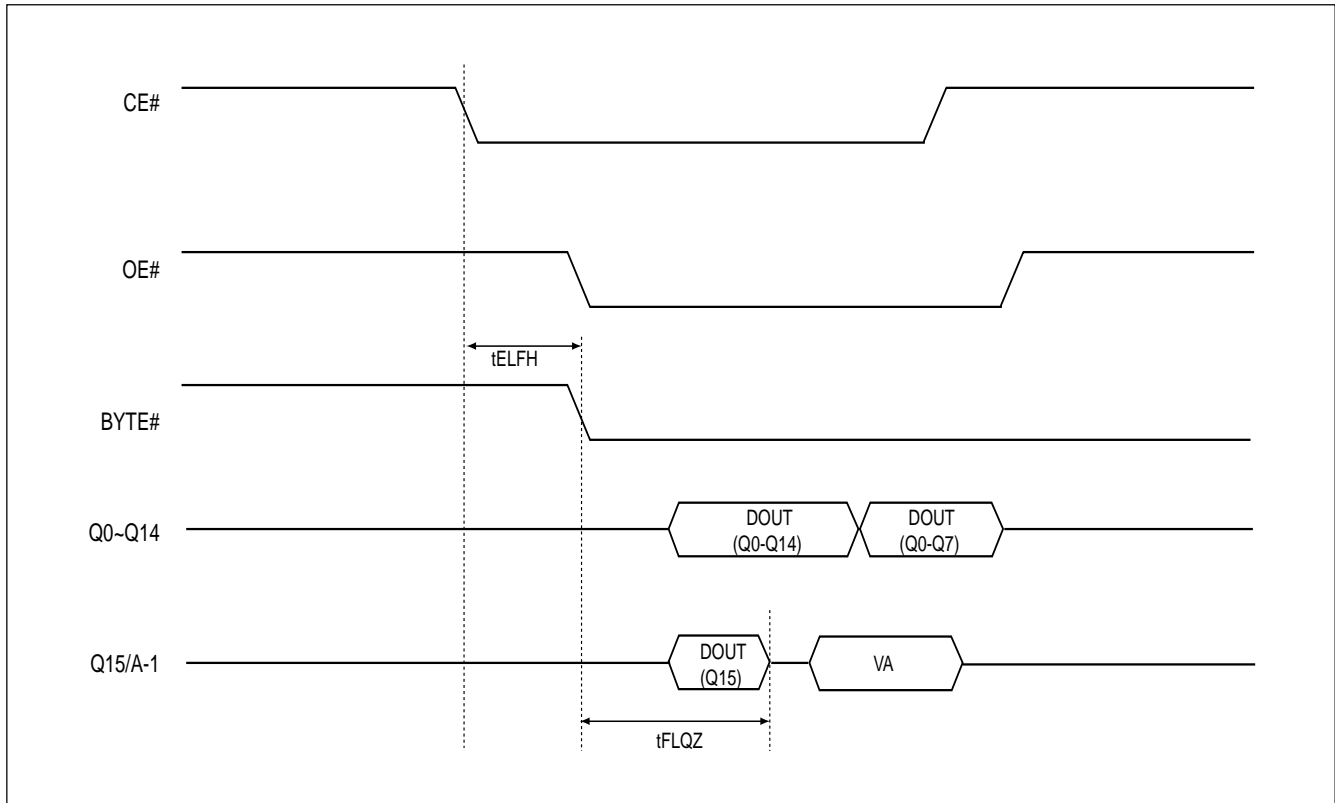 CE#
OE#
tELFH
BYTE#
Q0~Q14
DOUT
(Q0-Q14)
DOUT
(Q0-Q7)
Q15/A-1
DOUT
(Q15)
VA
tFLQZ